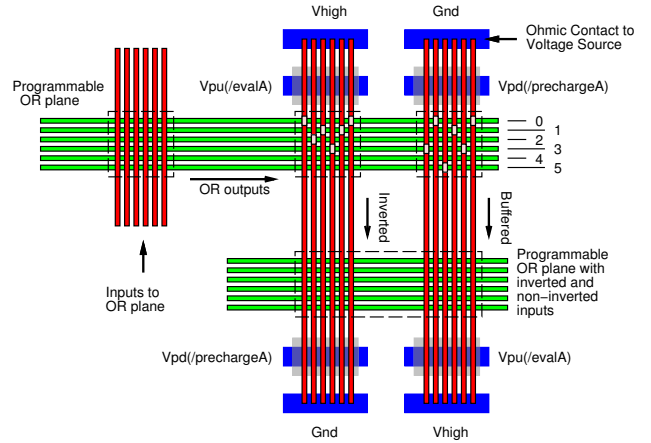 Vhigh
Gnd
Ohmic Contact to
Voltage Source
Programmable
OR plane
Vpu(/evalA)
Vpd(/prechargeA)
0
1
2
3
4
5
OR outputs
Inverted
Buffered
Inputs to
OR plane
Programmable
OR plane with
inverted and
non−inverted
inputs
Vpd(/prechargeA)
Vpu(/evalA)
Gnd
Vhigh